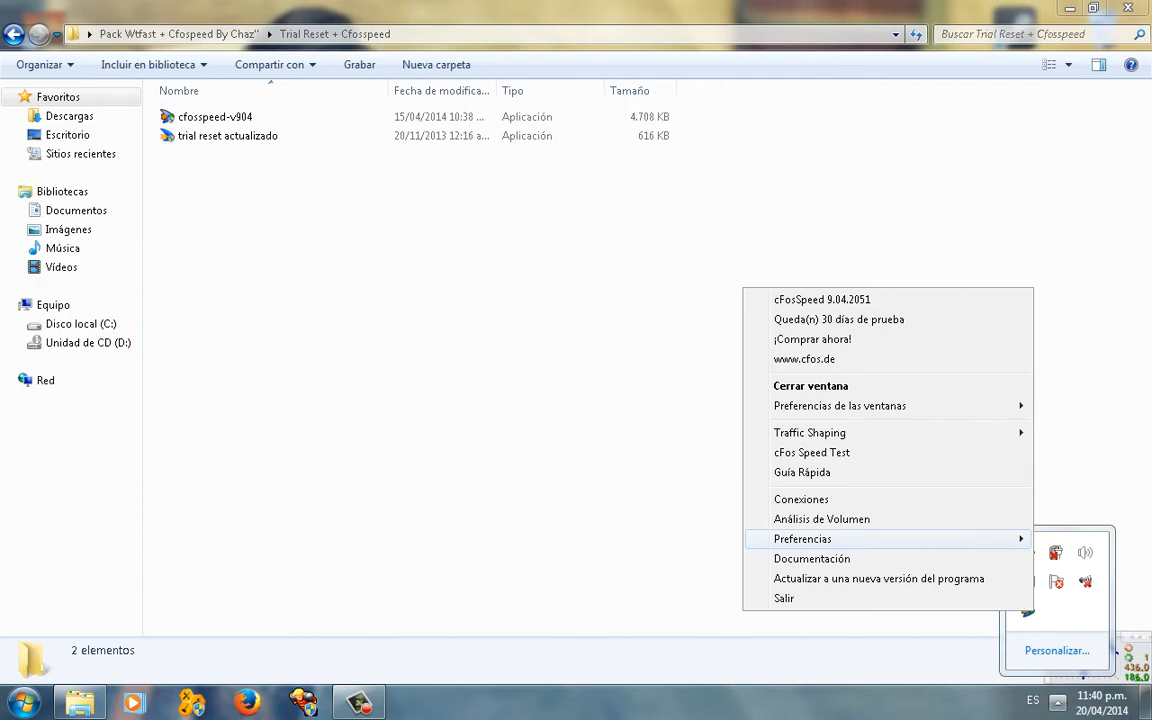 Pack Wtfast + Cfospeed By Chaz" Trial Reset + Cfosspeed
Buscar Trial Reset + Cfosspeed
Organizar Incluir en biblioteca Compartir con Grabar Nueva carpeta
Favoritos
Descargas
Escritorio
Sitios recientes
Bibliotecas
Documentos
Imágenes
Música
Vídeos
Equipo
Disco local (C:)
Unidad de CD (D:)
Red
Nombre Fecha de modifica... Tipo Tamaño
cfosspeed-v904 15/04/2014 10:38 ... Aplicación 4.708 KB
trial reset actualizado 20/11/2013 12:16 a... Aplicación 616 KB
cFosSpeed 9.04.2051
Queda(n) 30 días de prueba
¡Comprar ahora!
www.cfos.de
Cerrar ventana
Preferencias de las ventanas
Traffic Shaping
cFos Speed Test
Guía Rápida
Conexiones
Análisis de Volumen
Preferencias
Documentación
Actualizar a una nueva versión del programa
Salir
Personalizar...
2 elementos
1
436.0
186.0
ES
11:40 p.m.
20/04/2014